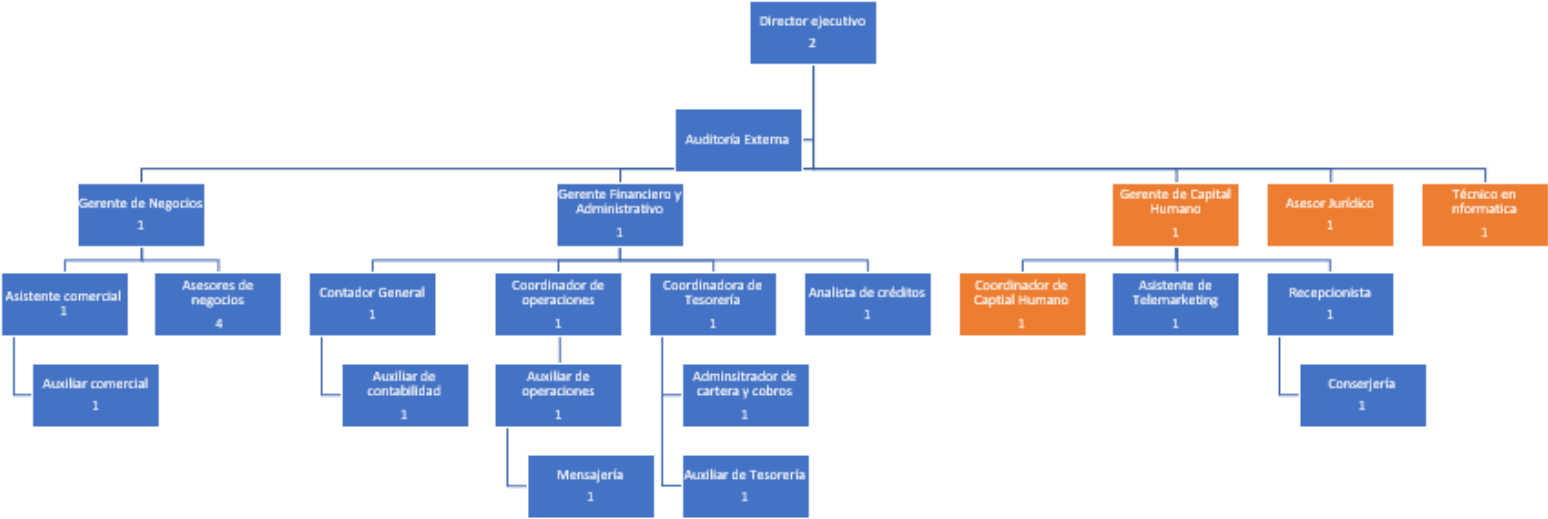 Director ejecutivo
2
Auditoría Externa
Gerente de Negocios
1
Gerente Financiero y
Administrativo
1
Gerente de Capital
Humano
1
Asesor Jurídico
1
Técnico en
nformatica
1
Asistente comercial
1
Asesores de
negocios
4
Contador General
1
Coordinador de
operaciones
1
Coordinadora de
Tesorería
1
Analista de créditos
1
Coordinador de
Captial Humano
1
Asistente de
Telemarketing
1
Recepcionista
1
Auxiliar comercial
1
Auxiliar de
contabilidad
1
Auxiliar de
operaciones
1
Adminsitrador de
cartera y cobros
1
Conserjería
1
Mensajería
1
Auxiliar de Tesorería
1